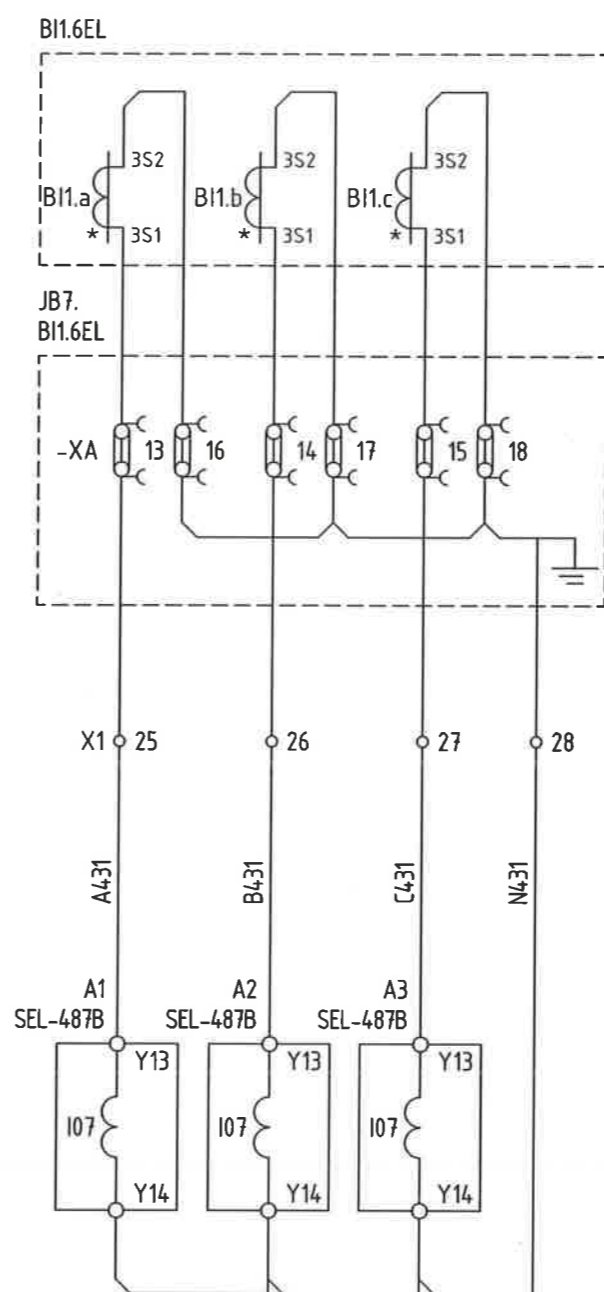 BI1.6EL
3S2 3S2 3S2
BI1.a BI1.b BI1.c
* 3S1 * 3S1 * 3S1
JB7.
BI1.6EL
-XA 13 16 14 17 15 18
X1 25 26 27 28
A431 B431 C431 N431
A1 A2 A3
SEL-487B SEL-487B SEL-487B
Y13 Y13 Y13
I07 I07 I07
Y14 Y14 Y14